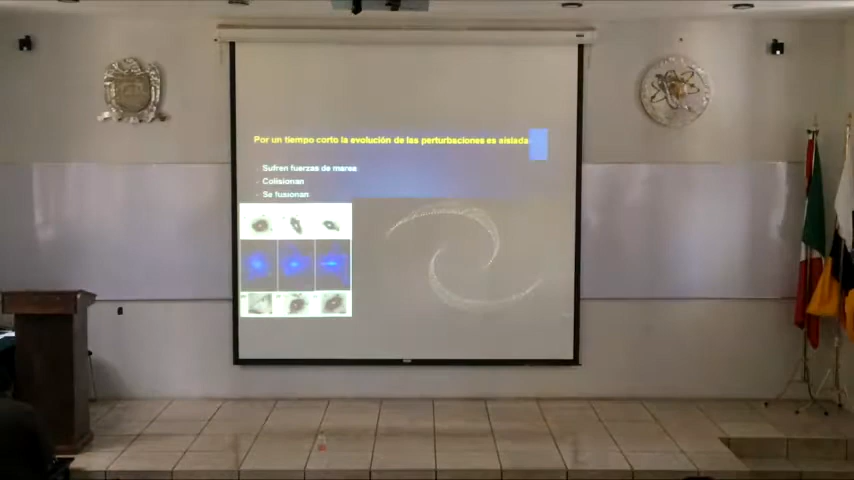 Por un tiempo corto la evolución de las perturbaciones es aislada
Sufren fuerzas de marea
Colisionan
Se fusionan